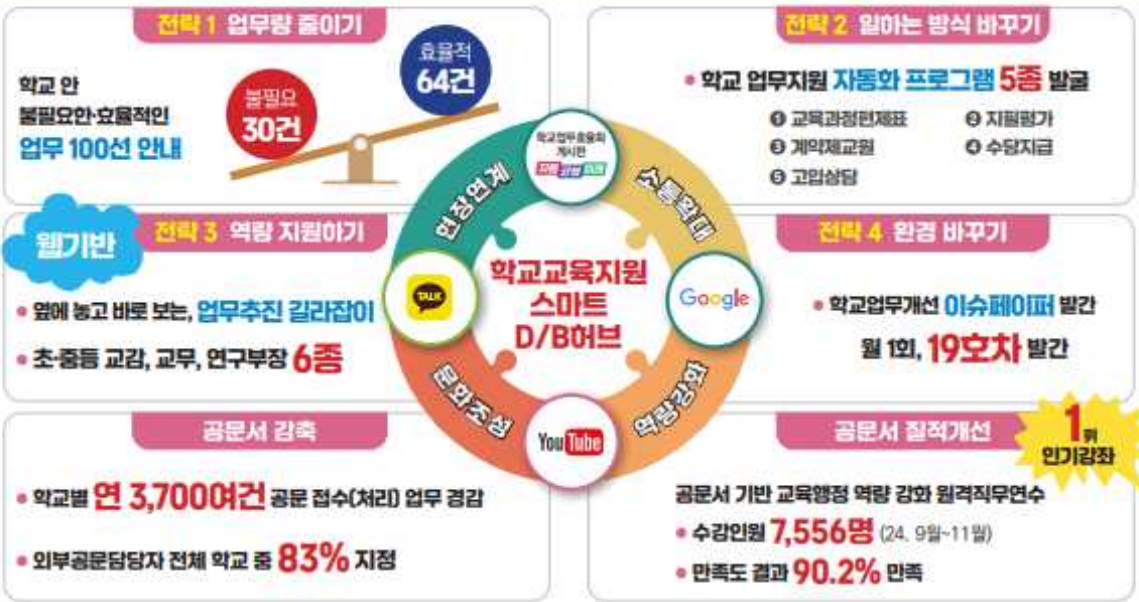 전략 1 업무량 줄이기
학교 안
불필요한·효율적인
업무 100선 안내
불필요
30건
효율적
64건
전략 2 일하는 방식 바꾸기
• 학교 업무지원 자동화 프로그램 5종 발굴
❶ 교육과정편제표 ❷ 지필평가
❸ 계약제교원 ❹ 수당지급
❺ 고입상담
웹기반
전략 3 역량 지원하기
• 옆에 놓고 바로 보는, 업무추진 길라잡이
• 초·중등 교감, 교무, 연구부장 6종
현장연계
소통확대
문화조성
역량강화
학교업무효율화
게시판
TALK
Google
YouTube
학교교육지원
스마트
D/B허브
전략 4 환경 바꾸기
• 학교업무개선 이슈페이퍼 발간
월 1회, 19호차 발간
공문서 감축
• 학교별 연 3,700여건 공문 접수(처리) 업무 경감
• 외부공문담당자 전체 학교 중 83% 지정
공문서 질적개선
1위
인기강좌
공문서 기반 교육행정 역량 강화 원격직무연수
• 수강인원 7,556명 (24. 9월~11월)
• 만족도 결과 90.2% 만족